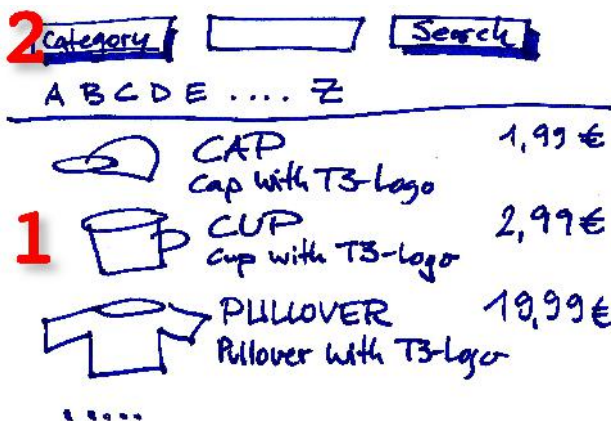 2 Category Search
A B C D E .... Z
CAP 1,99 €
Cap with T3-Logo
1 CUP 2,99 €
Cup with T3-Logo
PULLOVER 19,99 €
Pullover with T3-Logo
.....